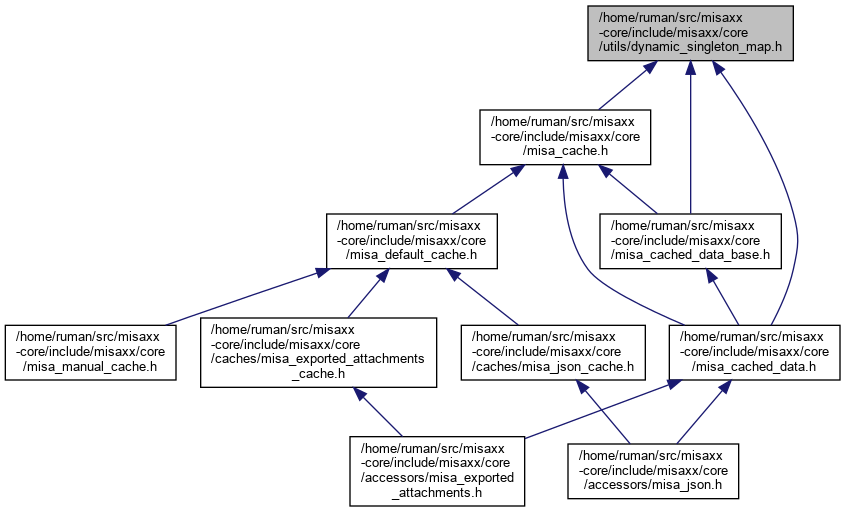 /home/ruman/src/misaxx
-core/include/misaxx/core
/utils/dynamic_singleton_map.h
/home/ruman/src/misaxx
-core/include/misaxx/core
/misa_cache.h
/home/ruman/src/misaxx
-core/include/misaxx/core
/misa_default_cache.h
/home/ruman/src/misaxx
-core/include/misaxx/core
/misa_cached_data_base.h
/home/ruman/src/misaxx
-core/include/misaxx/core
/misa_manual_cache.h
/home/ruman/src/misaxx
-core/include/misaxx/core
/caches/misa_exported_attachments
_cache.h
/home/ruman/src/misaxx
-core/include/misaxx/core
/caches/misa_json_cache.h
/home/ruman/src/misaxx
-core/include/misaxx/core
/misa_cached_data.h
/home/ruman/src/misaxx
-core/include/misaxx/core
/accessors/misa_exported
_attachments.h
/home/ruman/src/misaxx
-core/include/misaxx/core
/accessors/misa_json.h